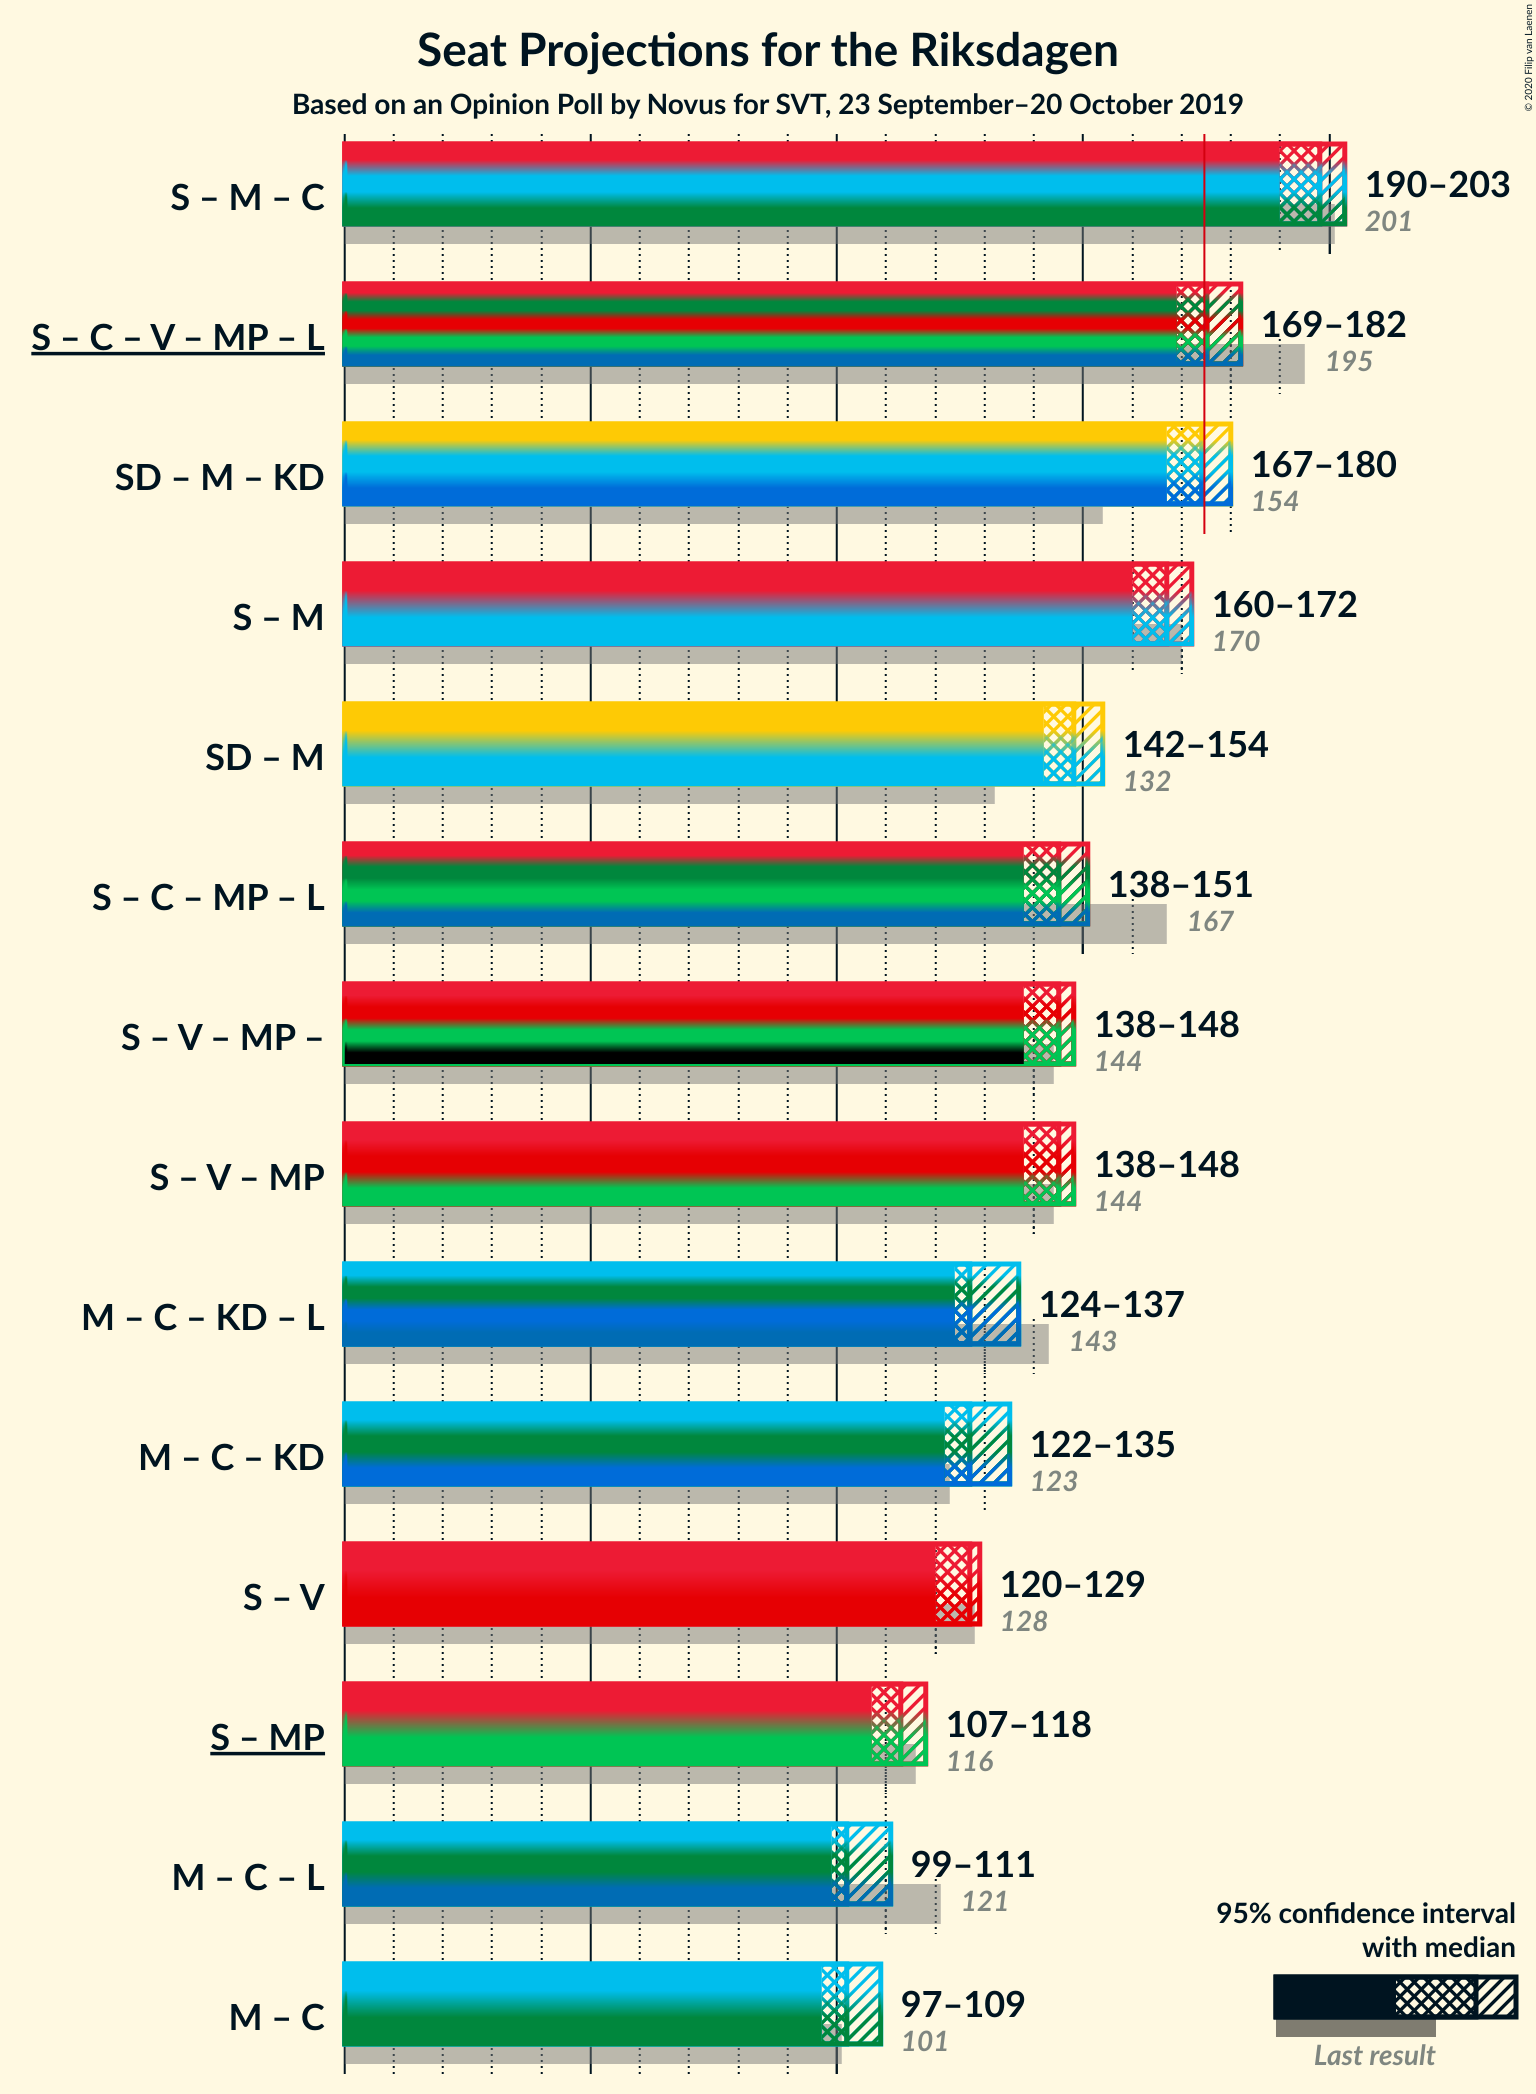 Seat Projections for the Riksdagen
Based on an Opinion Poll by Novus for SVT, 23 September–20 October 2019
© 2020 Filip van Laenen
S – M – C
190–203
201
S – C – V – MP – L
169–182
195
SD – M – KD
167–180
154
S – M
160–172
170
SD – M
142–154
132
S – C – MP – L
138–151
167
S – V – MP –
138–148
144
S – V – MP
138–148
144
M – C – KD – L
124–137
143
M – C – KD
122–135
123
S – V
120–129
128
S – MP
107–118
116
M – C – L
99–111
121
M – C
97–109
101
95% confidence interval
with median
Last result